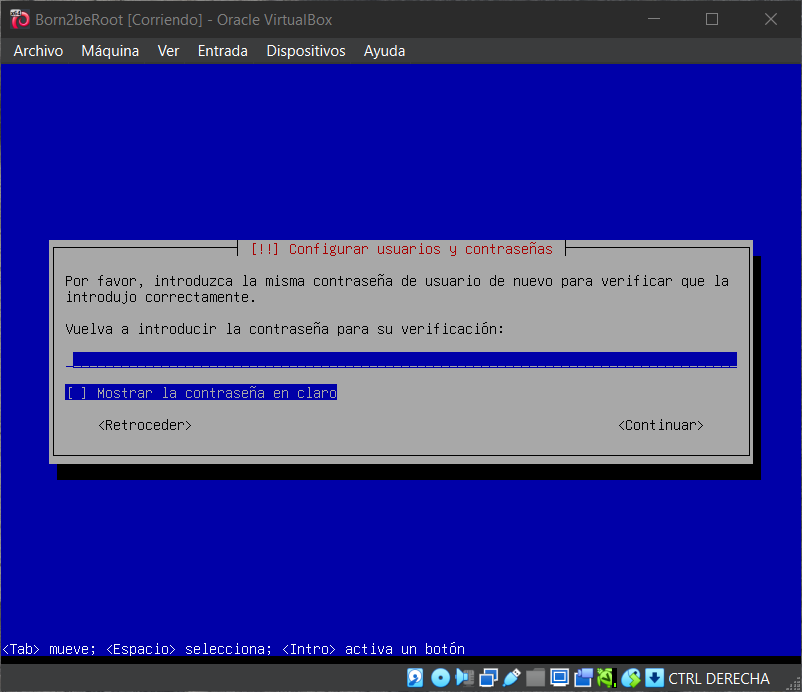 Born2beRoot [Corriendo] - Oracle VirtualBox
Archivo Máquina Ver Entrada Dispositivos Ayuda
[!!] Configurar usuarios y contraseñas
Por favor, introduzca la misma contraseña de usuario de nuevo para verificar que la
introdujo correctamente.
Vuelva a introducir la contraseña para su verificación:
[ ] Mostrar la contraseña en claro
<Retroceder> <Continuar>
<Tab> mueve; <Espacio> selecciona; <Intro> activa un botón
CTRL DERECHA